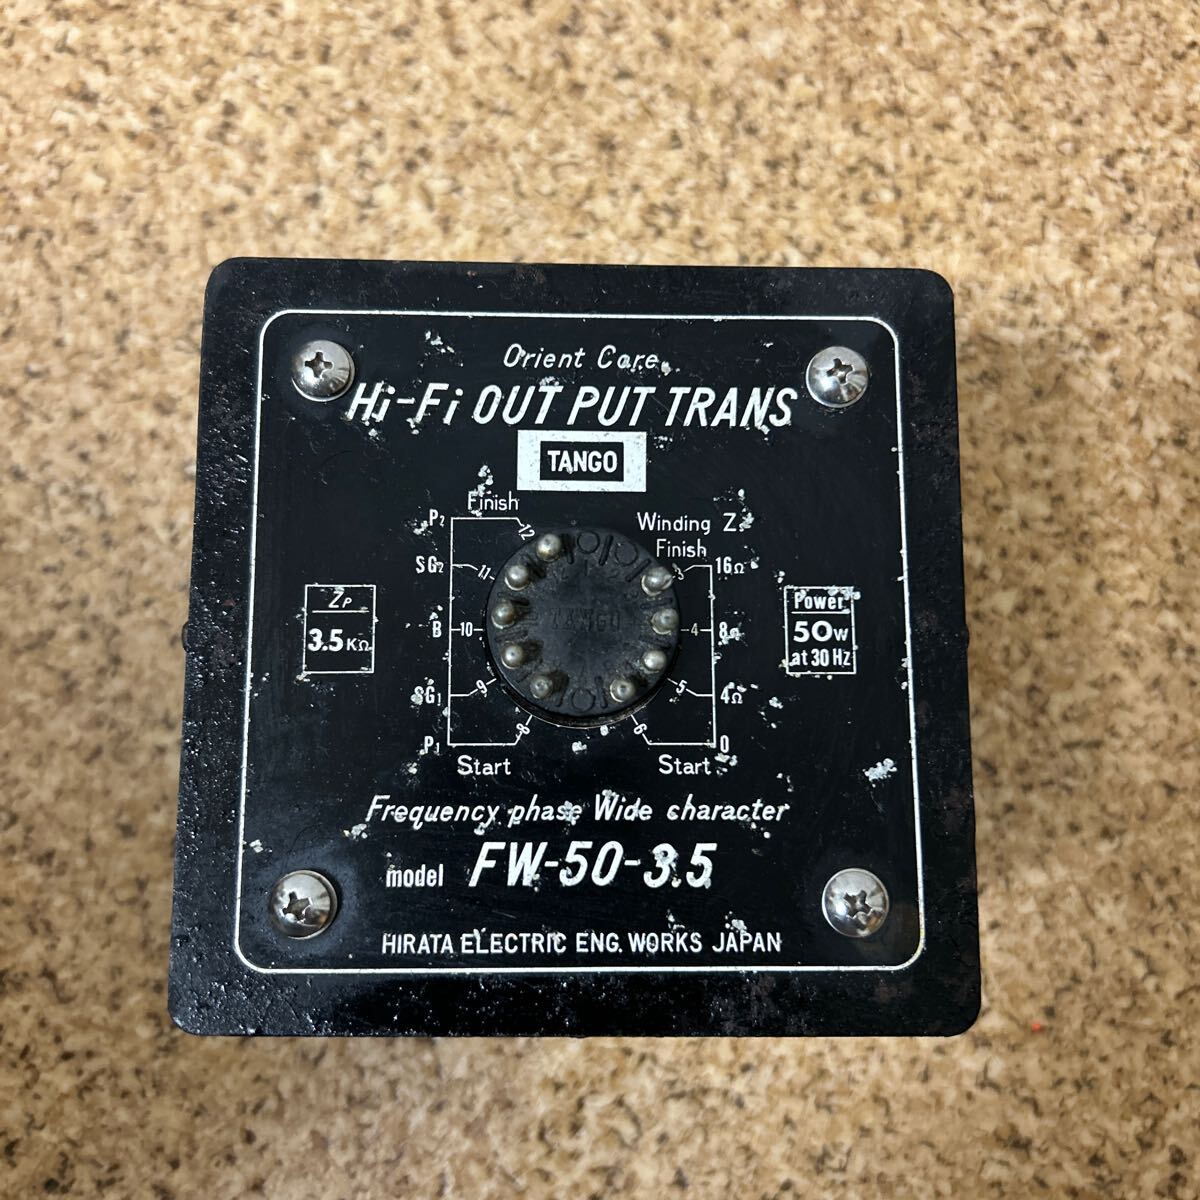 Orient Core
Hi-Fi OUT PUT TRANS
TANGO
Finish
Winding Z
Finish
P2
12
SG2
11
3
16Ω
ZP
3.5KΩ
B
10
TANGO
4
8Ω
Power
50W
at 30 HZ
SG1
9
5
4Ω
P1
8
6
0
Start
Start
Frequency phase Wide character
model FW-50-3.5
HIRATA ELECTRIC ENG. WORKS JAPAN